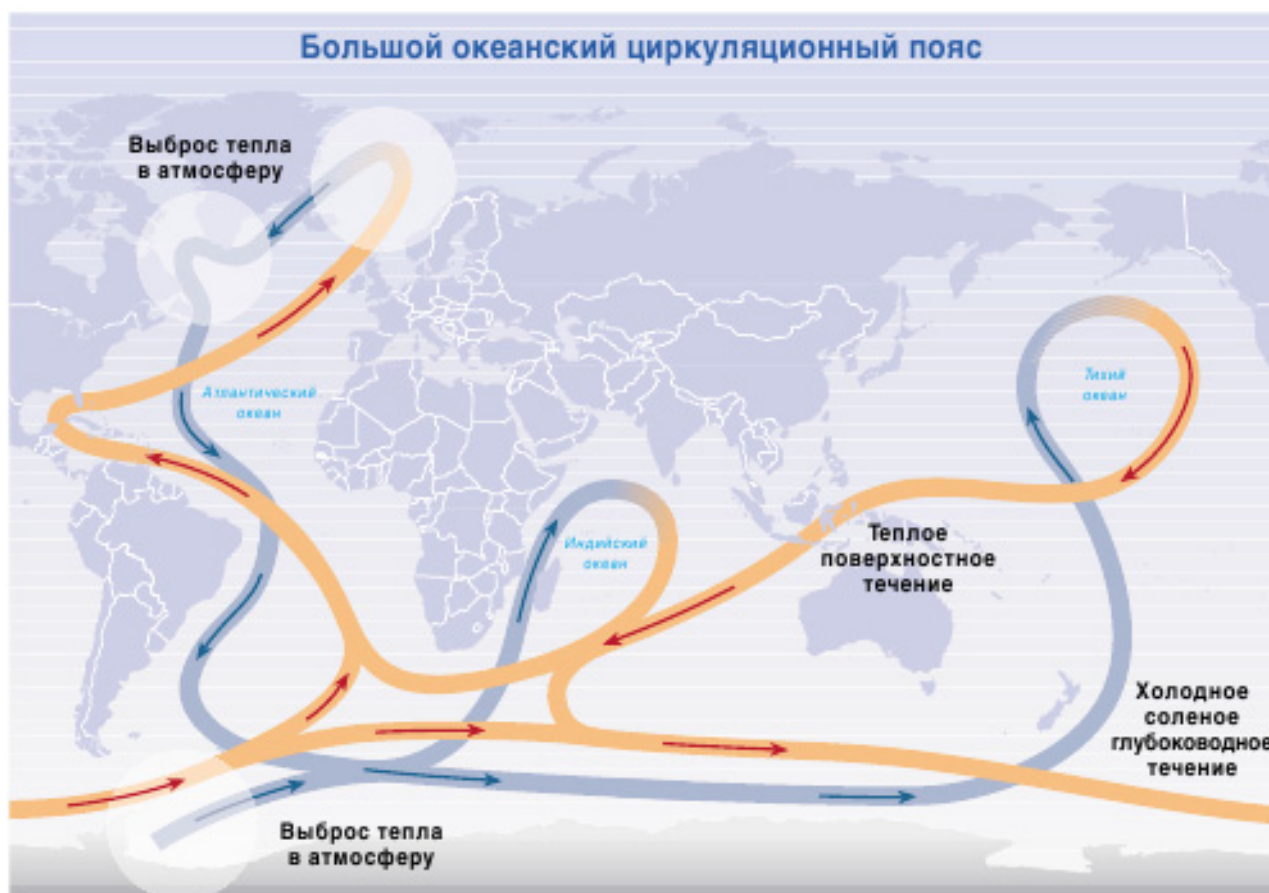 Большой океанский циркуляционный пояс
Выброс тепла
в атмосферу
Атлантический
океан
Тихий
океан
Индийский
океан
Теплое
поверхностное
течение
Холодное
соленое
глубоководное
течение
Выброс тепла
в атмосферу